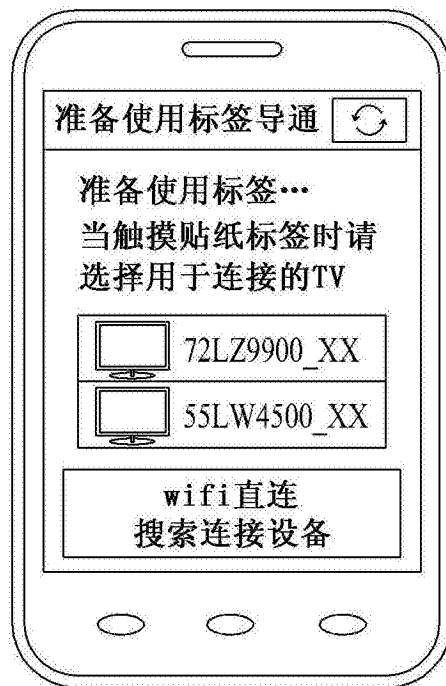 准备使用标签导通
准备使用标签…
当触摸贴纸标签时请
选择用于连接的TV
72LZ9900_XX
55LW4500_XX
wifi直连
搜索连接设备